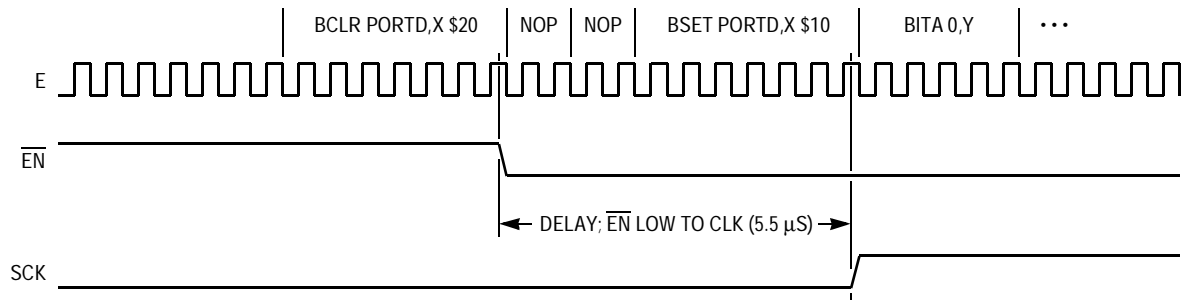 BCLR PORTD,X $20 NOP NOP BSET PORTD,X $10 BITA 0,Y •••
E
EN
DELAY; EN LOW TO CLK (5.5 μS)
SCK